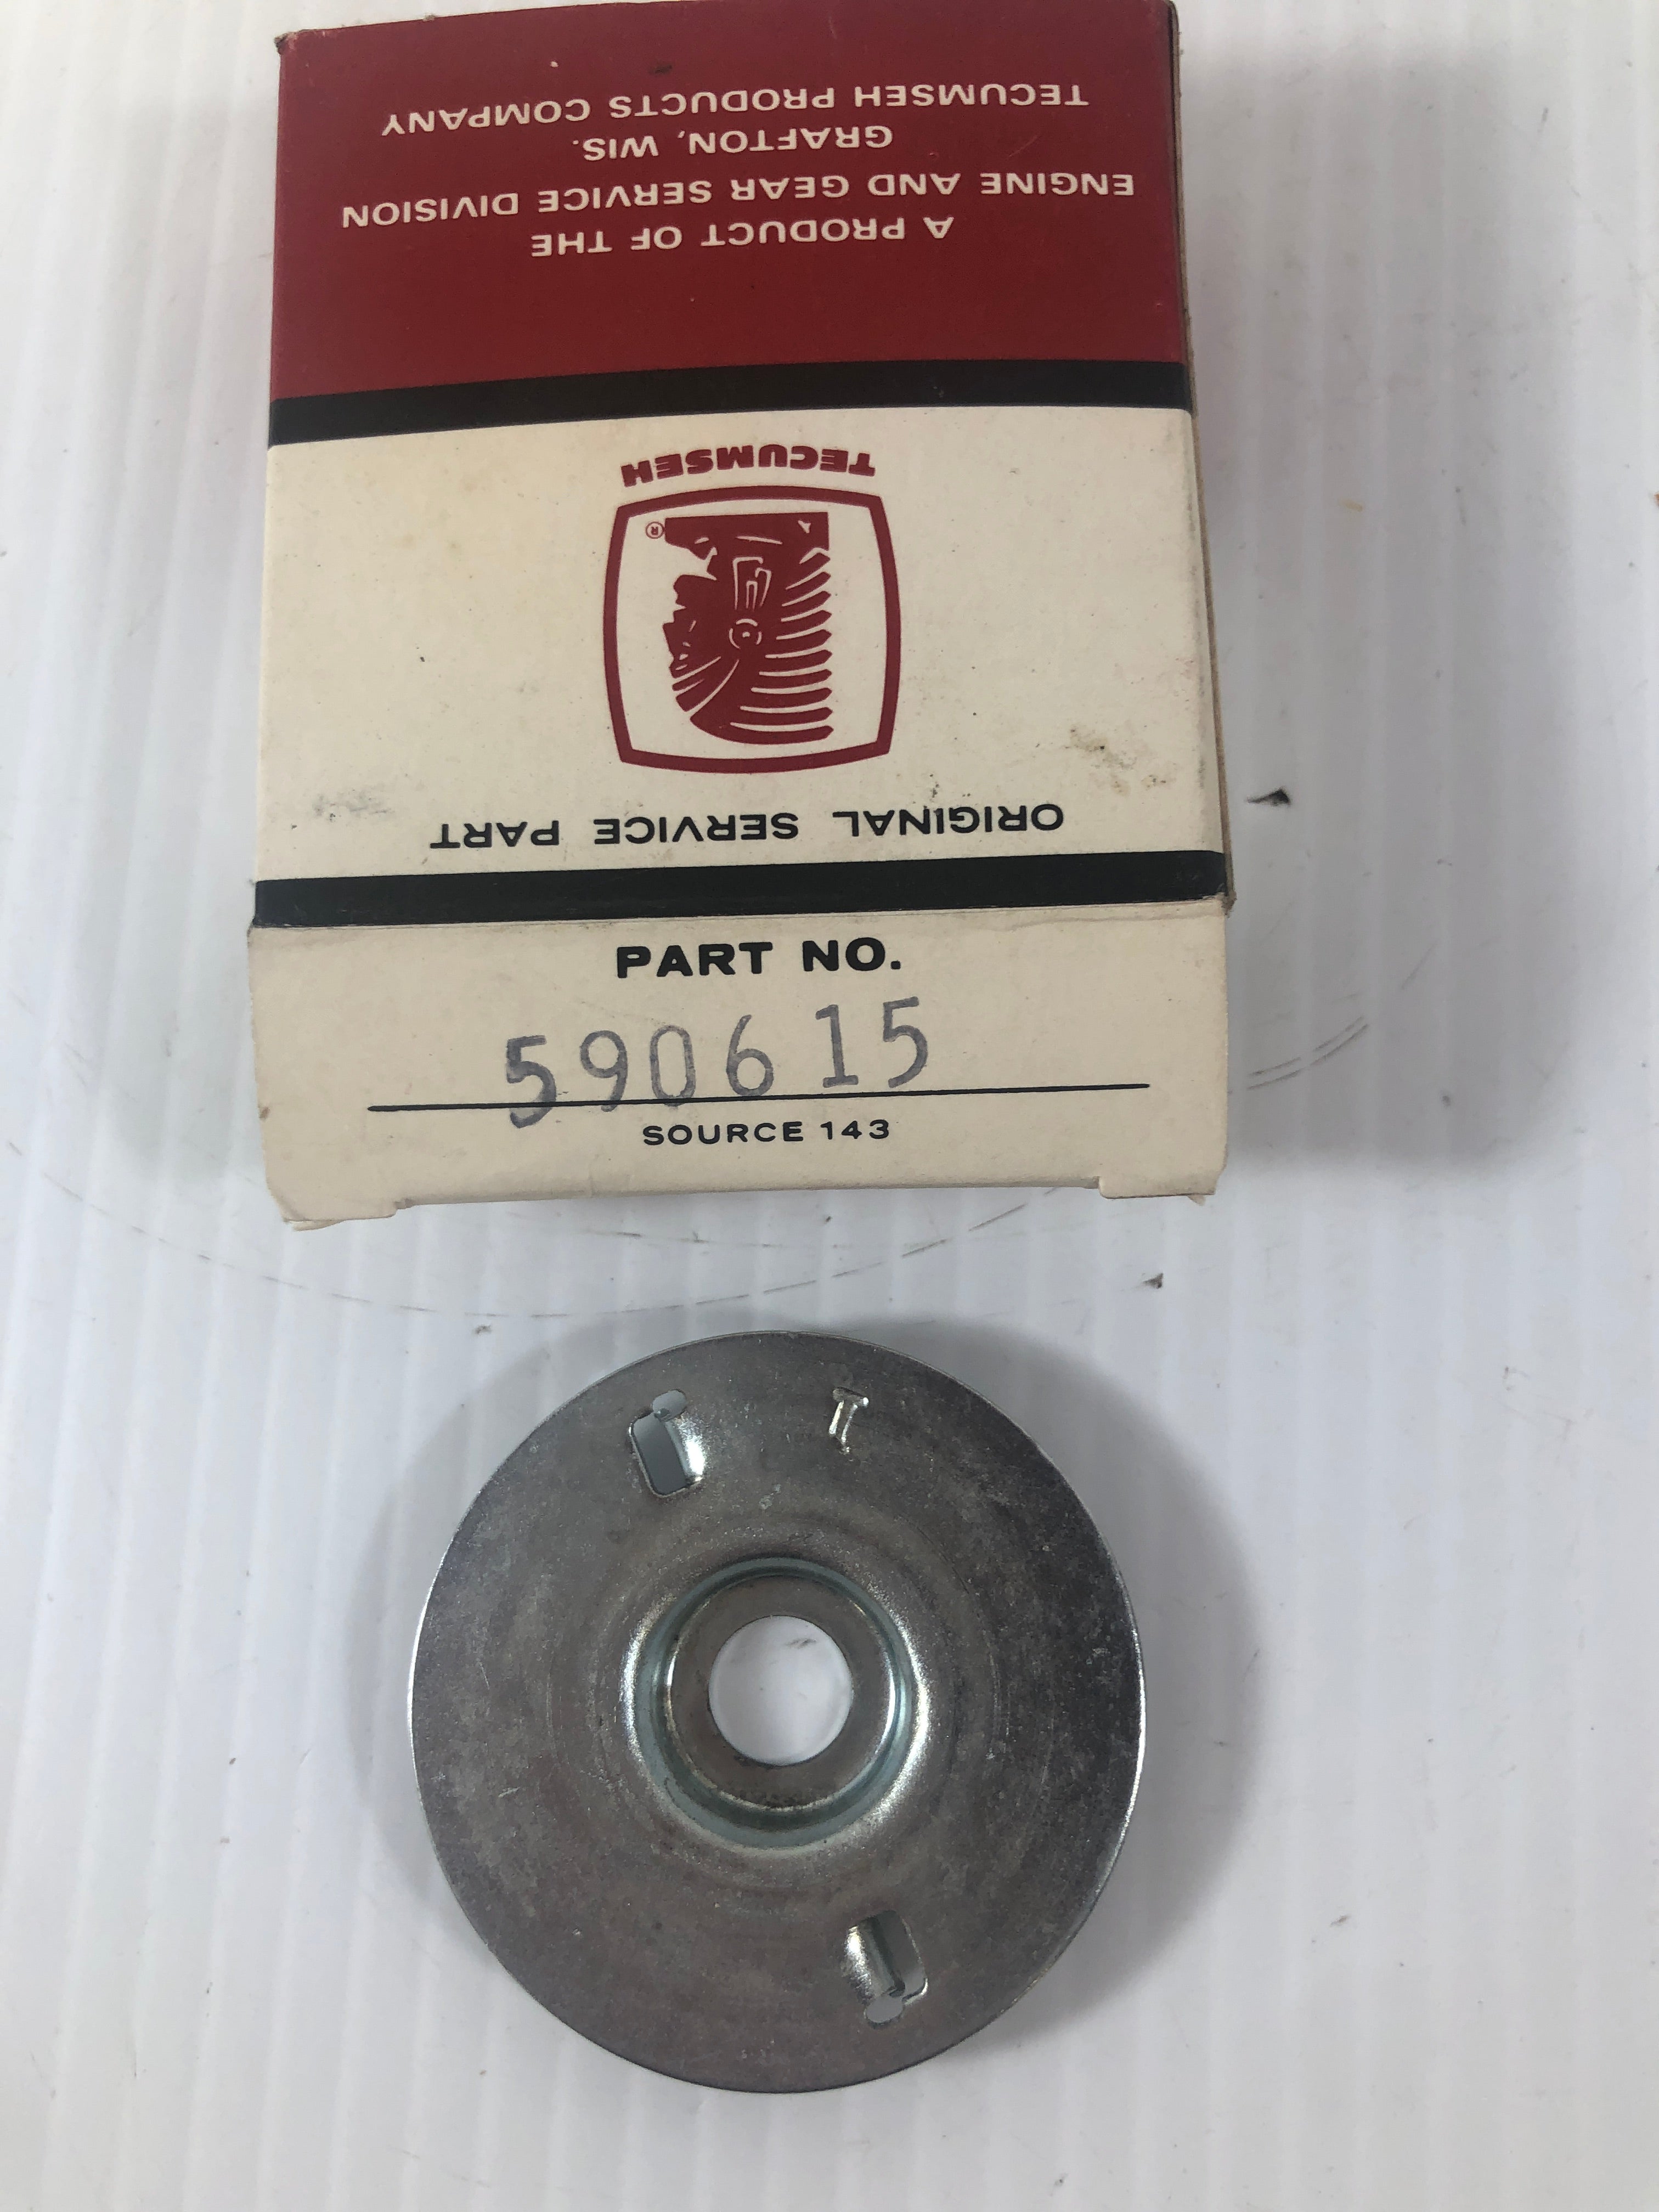 TECUMSEH PRODUCTS COMPANY
GRAFTON, WIS.
ENGINE AND GEAR SERVICE DIVISION
A PRODUCT OF THE
TECUMSEH
®
ORIGINAL SERVICE PART
PART NO.
590615
SOURCE 143